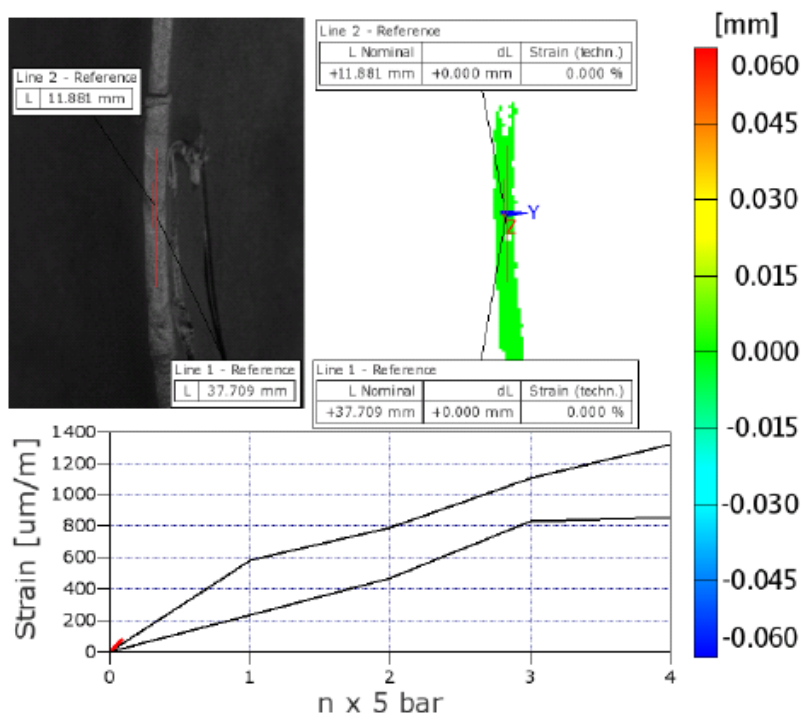 Line 2 - Reference
L 11.881 mm
Line 1 - Reference
L 37.709 mm
Line 2 - Reference
L Nominal dL Strain (techn.)
+11.881 mm +0.000 mm 0.000 %
Y
Z
Line 1 - Reference
L Nominal dL Strain (techn.)
+37.709 mm +0.000 mm 0.000 %
[mm]
0.060
0.045
0.030
0.015
0.000
-0.015
-0.030
-0.045
-0.060
Strain [um/m]
1400
1200
1000
800
600
400
200
0
0 1 2 3 4
n x 5 bar